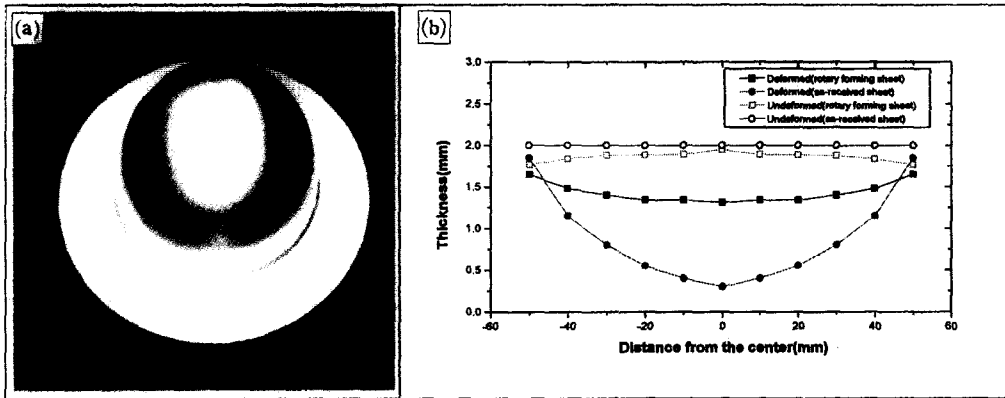 (a)
(b)
Deformed(rotary forming sheet)
Deformed(as-received sheet)
Undeformed(rotary forming sheet)
Undeformed(as-received sheet)
3.0
2.5
2.0
1.5
1.0
0.5
0.0
Thickness(mm)
-60
-40
-20
0
20
40
60
Distance from the center(mm)